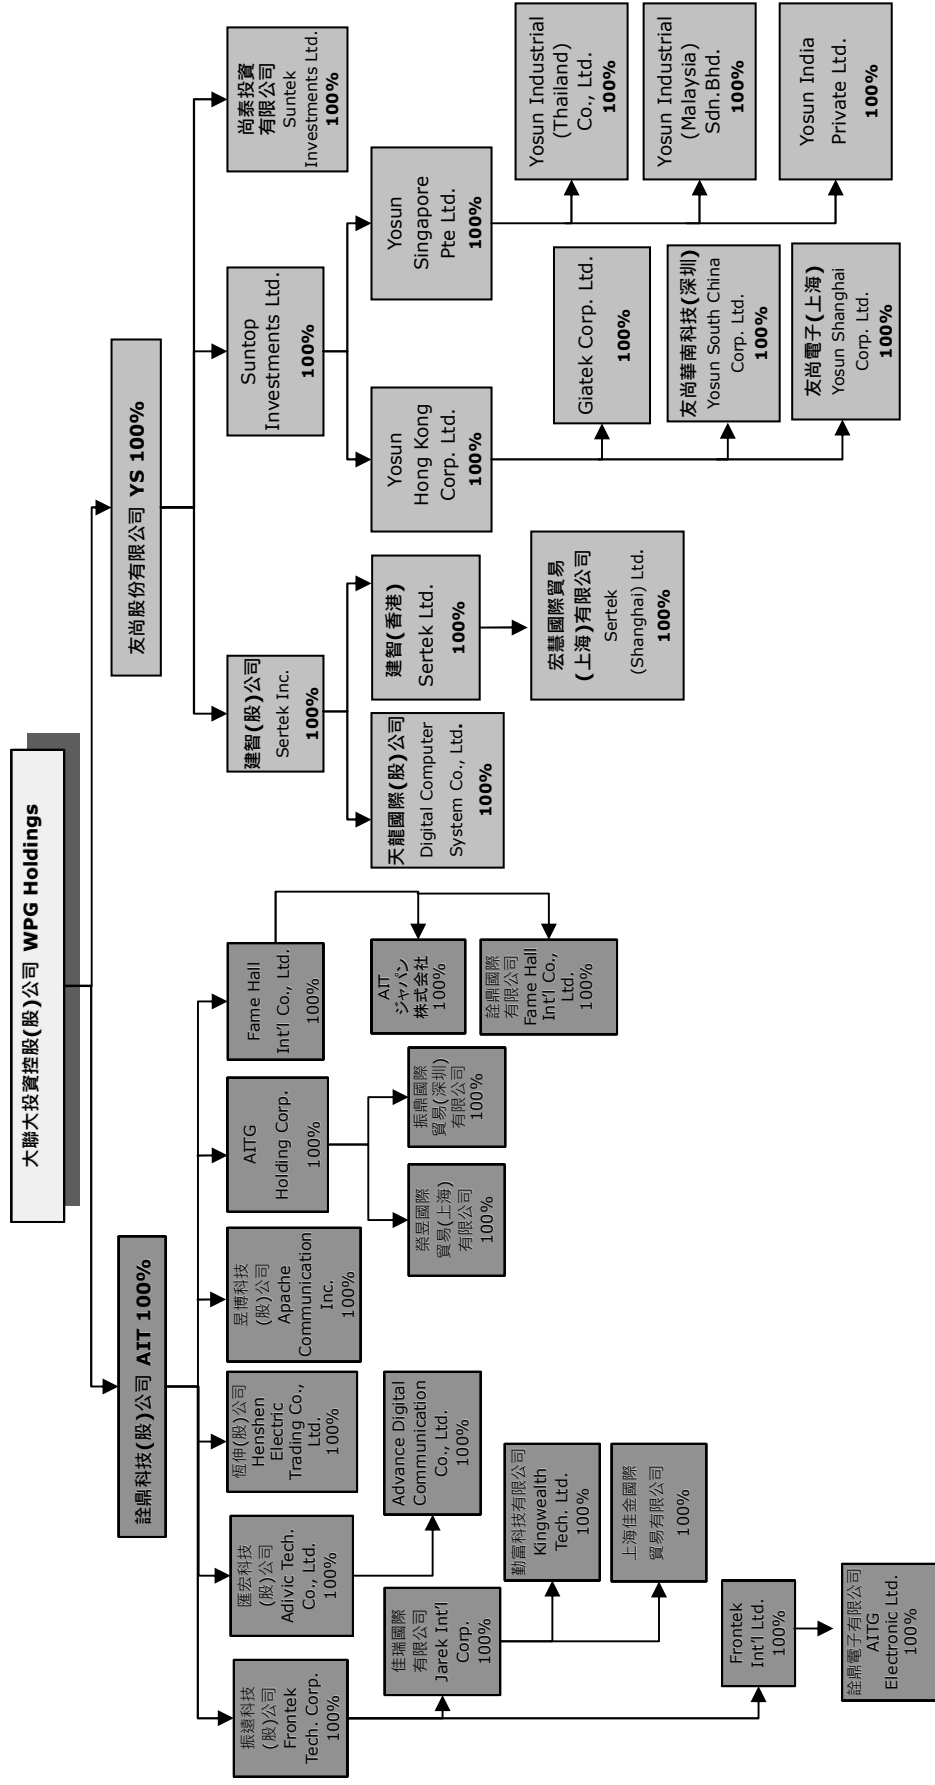 大聯大投資控股(股)公司 WPG Holdings
詮鼎科技(股)公司 AIT 100%
友尚股份有限公司 YS 100%
振遠科技
(股)公司
Frontek
Tech. Corp.
100%
匯宏科技
(股)公司
Adivic Tech.
Co., Ltd.
100%
恆伸(股)公司
Henshen
Electric
Trading Co.,
Ltd.
100%
昱博科技
(股)公司
Apache
Communication
Inc.
100%
AITG
Holding Corp.
100%
Fame Hall
Int'l Co., Ltd.
100%
建智(股)公司
Sertek Inc.
100%
Suntop
Investments Ltd.
100%
尚泰投資
有限公司
Suntek
Investments Ltd.
100%
佳瑞國際
有限公司
Jarek Int'l
Corp.
100%
Advance Digital
Communication
Co., Ltd.
100%
榮昱國際
貿易(上海)
有限公司
100%
振鼎國際
貿易(深圳)
有限公司
100%
AIT
ジャパン
株式会社
100%
詮鼎國際
有限公司
Fame Hall
Int'l Co.,
Ltd.
100%
天龍國際(股)公司
Digital Computer
System Co., Ltd.
100%
建智(香港)
Sertek Ltd.
100%
Yosun
Hong Kong
Corp. Ltd.
100%
Yosun
Singapore
Pte Ltd.
100%
勤富科技有限公司
Kingwealth
Tech. Ltd.
100%
上海佳金國際
貿易有限公司
100%
宏慧國際貿易
(上海)有限公司
Sertek
(Shanghai) Ltd.
100%
Giatek Corp. Ltd.
100%
友尚華南科技(深圳)
Yosun South China
Corp. Ltd.
100%
友尚電子(上海)
Yosun Shanghai
Corp. Ltd.
100%
Yosun Industrial
(Thailand)
Co., Ltd.
100%
Yosun Industrial
(Malaysia)
Sdn.Bhd.
100%
Yosun India
Private Ltd.
100%
Frontek
Int'l Ltd.
100%
詮鼎電子有限公司
AITG
Electronic Ltd.
100%